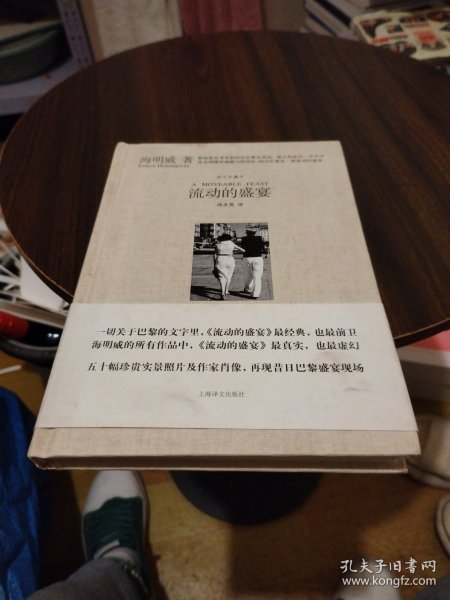 海明威 著
Ernest Hemingway
A MOVEABLE FEAST
流动的盛宴
汤永宽 译
一切关于巴黎的文字里,《流动的盛宴》最经典,也最前卫
海明威的所有作品中,《流动的盛宴》最真实,也最虚幻
五十幅珍贵实景照片及作家肖像,再现昔日巴黎盛宴现场
上海译文出版社
孔夫子旧书网
www.kongfz.com